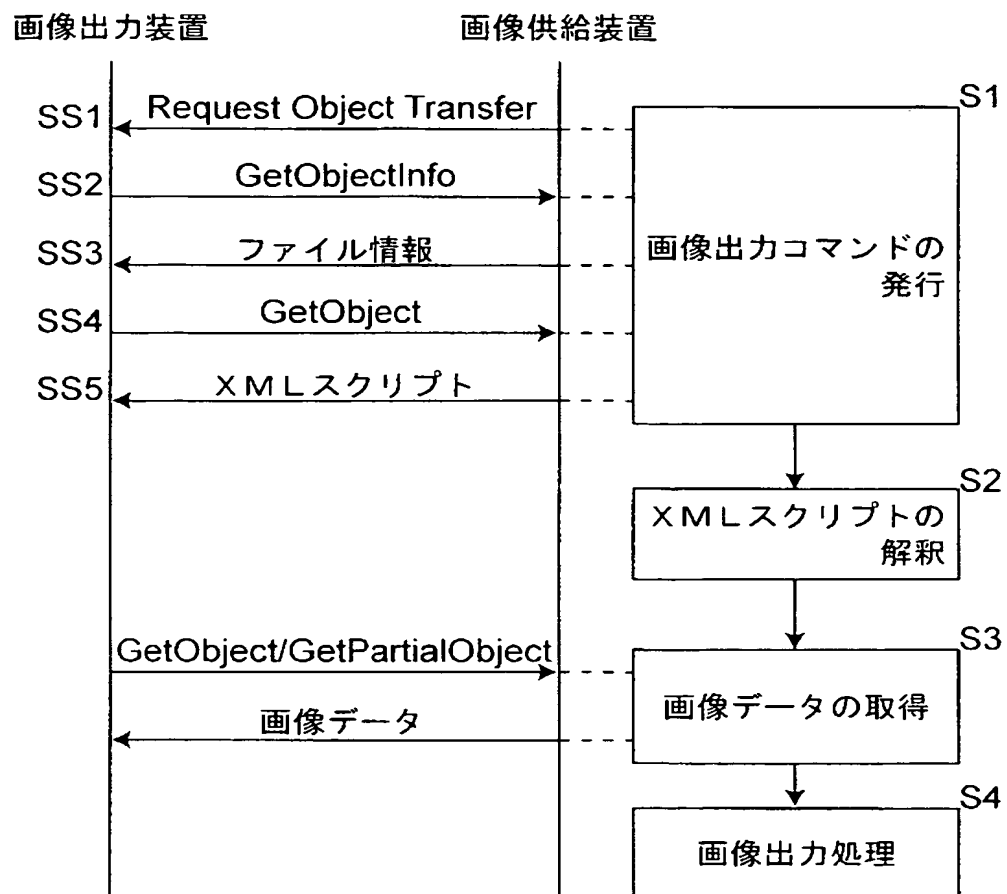 画像出力装置
画像供給装置
SS1
Request Object Transfer
S1
SS2
GetObjectInfo
SS3
ファイル情報
画像出力コマンドの
発行
SS4
GetObject
SS5
XMLスクリプト
S2
XMLスクリプトの
解釈
GetObject/GetPartialObject
S3
画像データ
画像データの取得
S4
画像出力処理